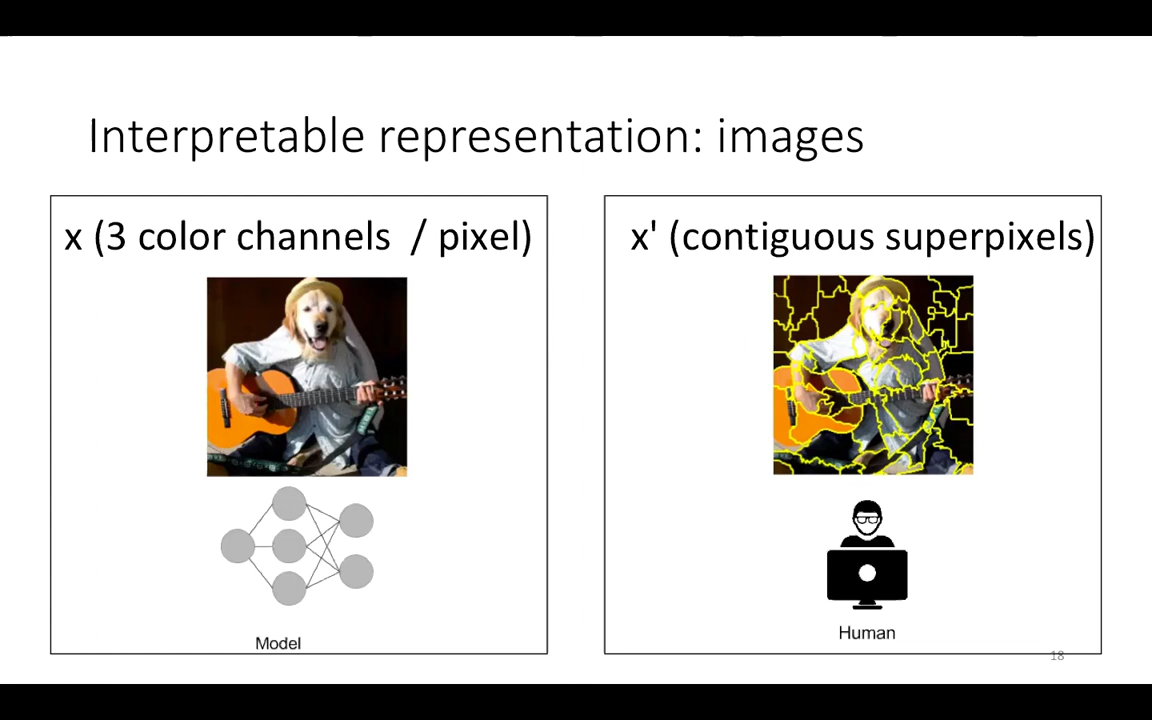 Interpretable representation: images
x (3 color channels / pixel)
Model
x' (contiguous superpixels)
Human
18